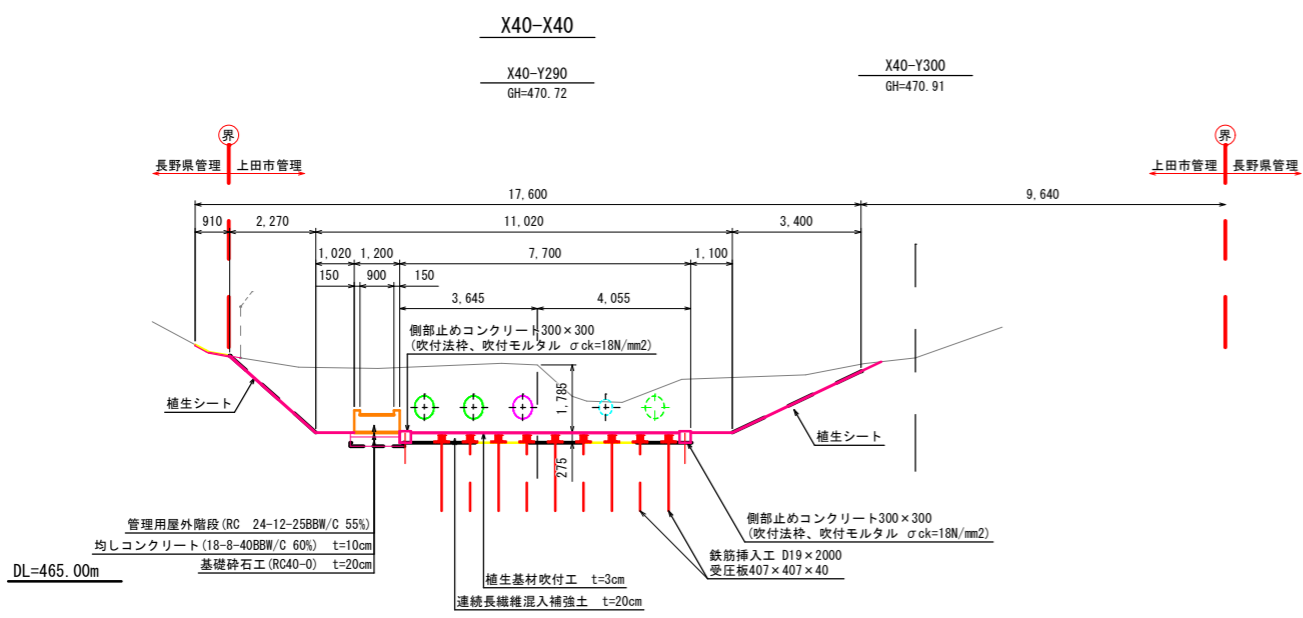 X40-X40
X40-Y290
GH=470.72
X40-Y300
GH=470.91
界
界
長野県管理 上田市管理
上田市管理 長野県管理
17,600
9,640
910
2,270
11,020
3,400
1,020
1,200
7,700
1,100
150
900
150
3,645
4,055
側部止めコンクリート300×300
(吹付法枠、吹付モルタル σck=18N/mm2)
1,785
植生シート
植生シート
275
側部止めコンクリート300×300
(吹付法枠、吹付モルタル σck=18N/mm2)
管理用屋外階段(RC 24-12-25BBW/C 55%)
均しコンクリート(18-8-40BBW/C 60%) t=10cm
基礎砕石工(RC40-0) t=20cm
鉄筋挿入工 D19×2000
受圧板407×407×40
DL=465.00m
植生基材吹付工 t=3cm
連続長繊維混入補強土 t=20cm